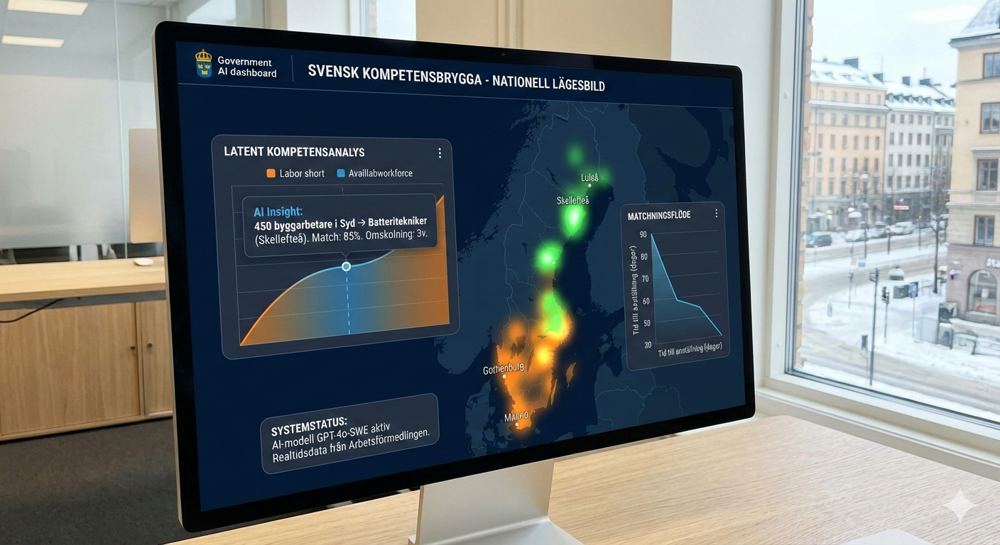 Government
AI dashboard
SVENSK KOMPETENSBRYGGA - NATIONELL LÄGESBILD
LATENT KOMPETENSANALYS
Labor short
Availlabworkforce
AI Insight:
450 byggarbetare i Syd → Batteritekniker
(Skellefteå). Match: 85%. Omskolning: 3v.
Luleå
Skellefteå
Gothenburg
MATCHNINGSFLÖDE
90
80
70
60
50
30
Tid till anställning (dagar)
Tid till anställning (dagar)
SYSTEMSTATUS:
AI-modell GPT-4o-SWE aktiv
Realtidsdata från Arbetsförmedlingen.